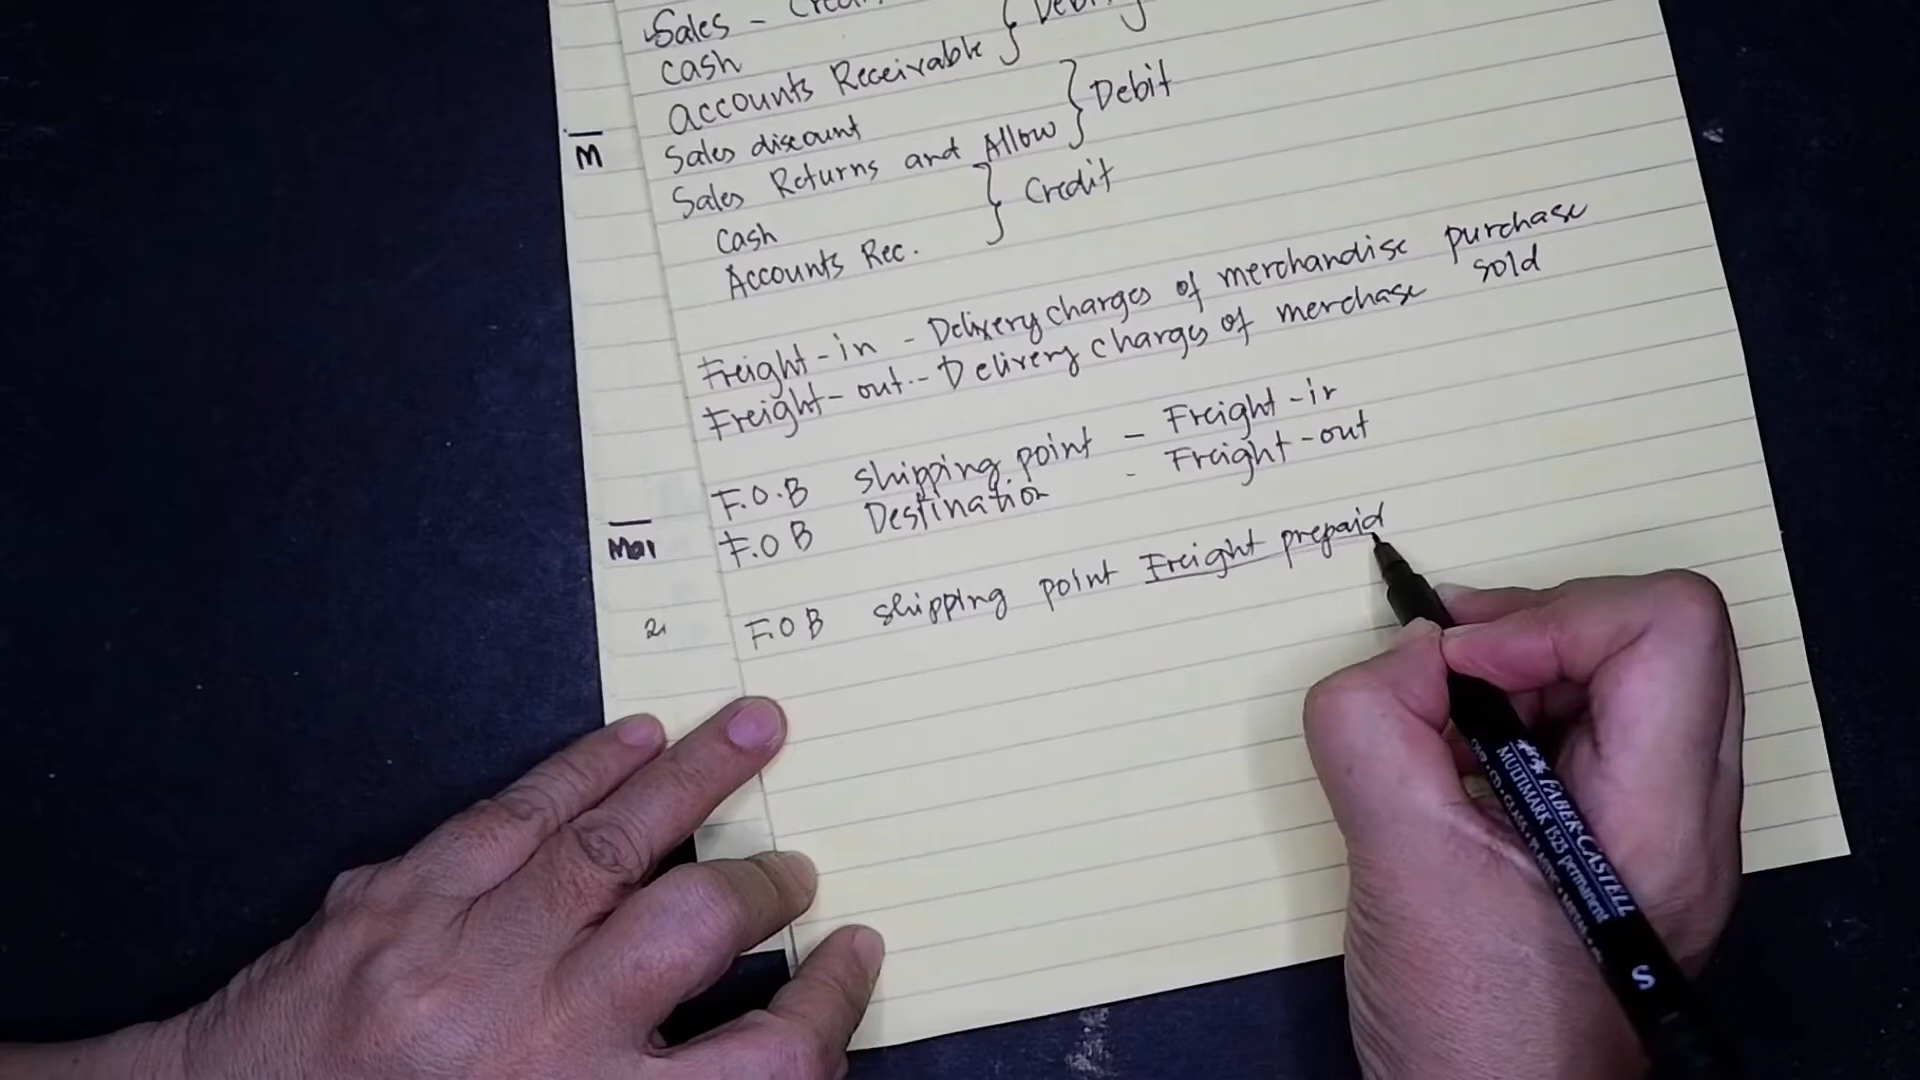 Sales -
Cash
Accounts Receivable
Sales discount
Sales Returns and Allow } Debit
Cash
Accounts Rec. } Credit
Freight-in - Delivery charges of merchandise purchase
Freight-out - Delivery charges of merchase sold
F.O.B shipping point - Freight-in
F.O B Destination - Freight-out
F.O B shipping point Freight prepaid
M
Mar
2
FABER-CASTELL
MULTIMARK 1523 permanent
S